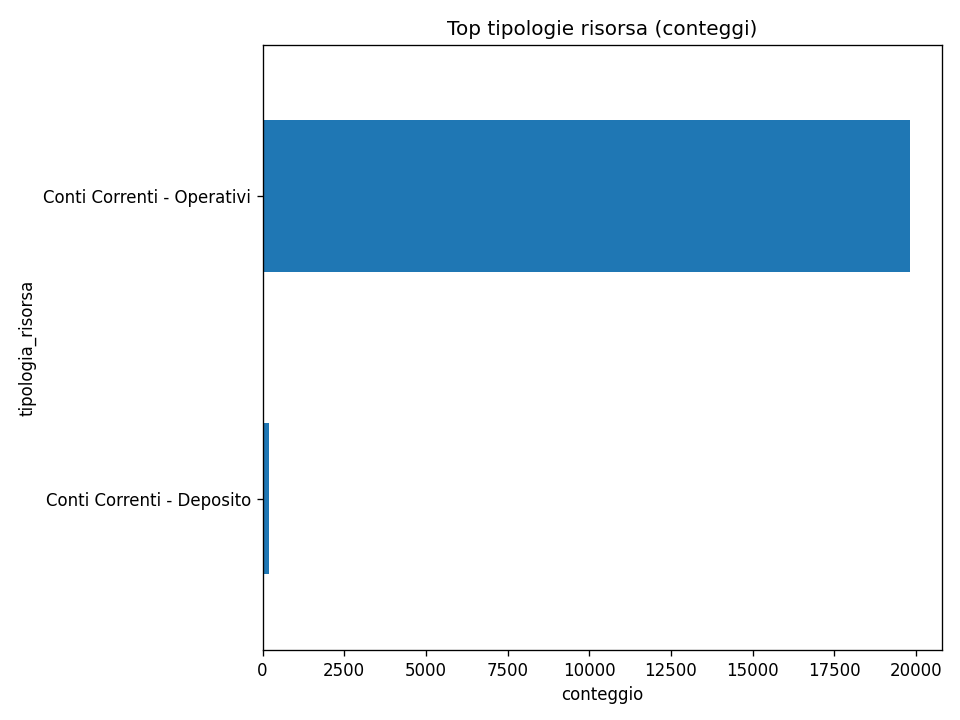 Top tipologie risorsa (conteggi)
tipologia_risorsa
Conti Correnti - Operativi
Conti Correnti - Deposito
0 2500 5000 7500 10000 12500 15000 17500 20000
conteggio